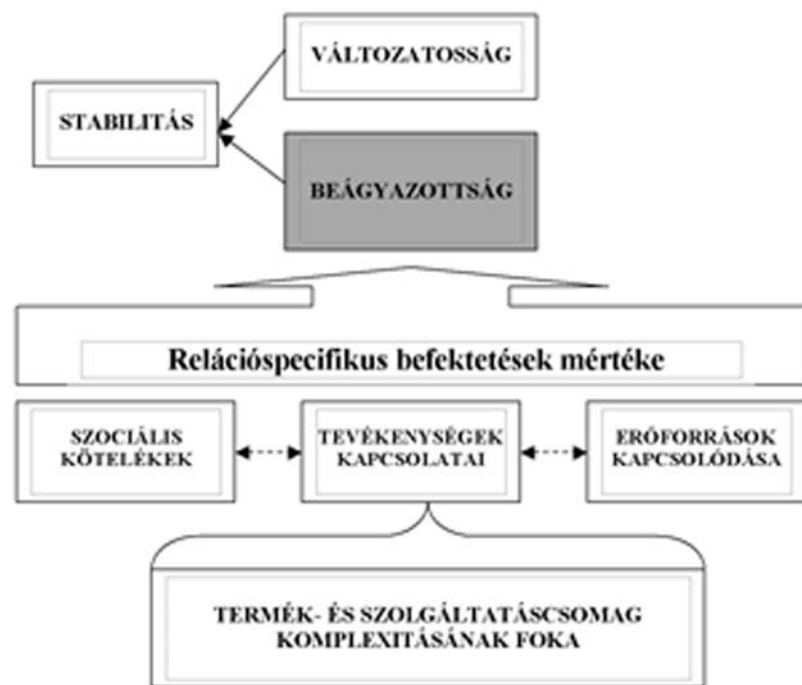 VÁLTOZATOSSÁG
STABILITÁS
BEÁGYAZOTTSÁG
Relációspecifikus befektetések mértéke
SZOCIÁLIS
KÖTELÉKEK
TEVÉKENYSÉGEK
KAPCSOLATAI
ERŐFORRÁSOK
KAPCSOLÓDÁSA
TERMÉK- ÉS SZOLGÁLTATÁSCSOMAG
KOMPLEXITÁSÁNAK FOKA